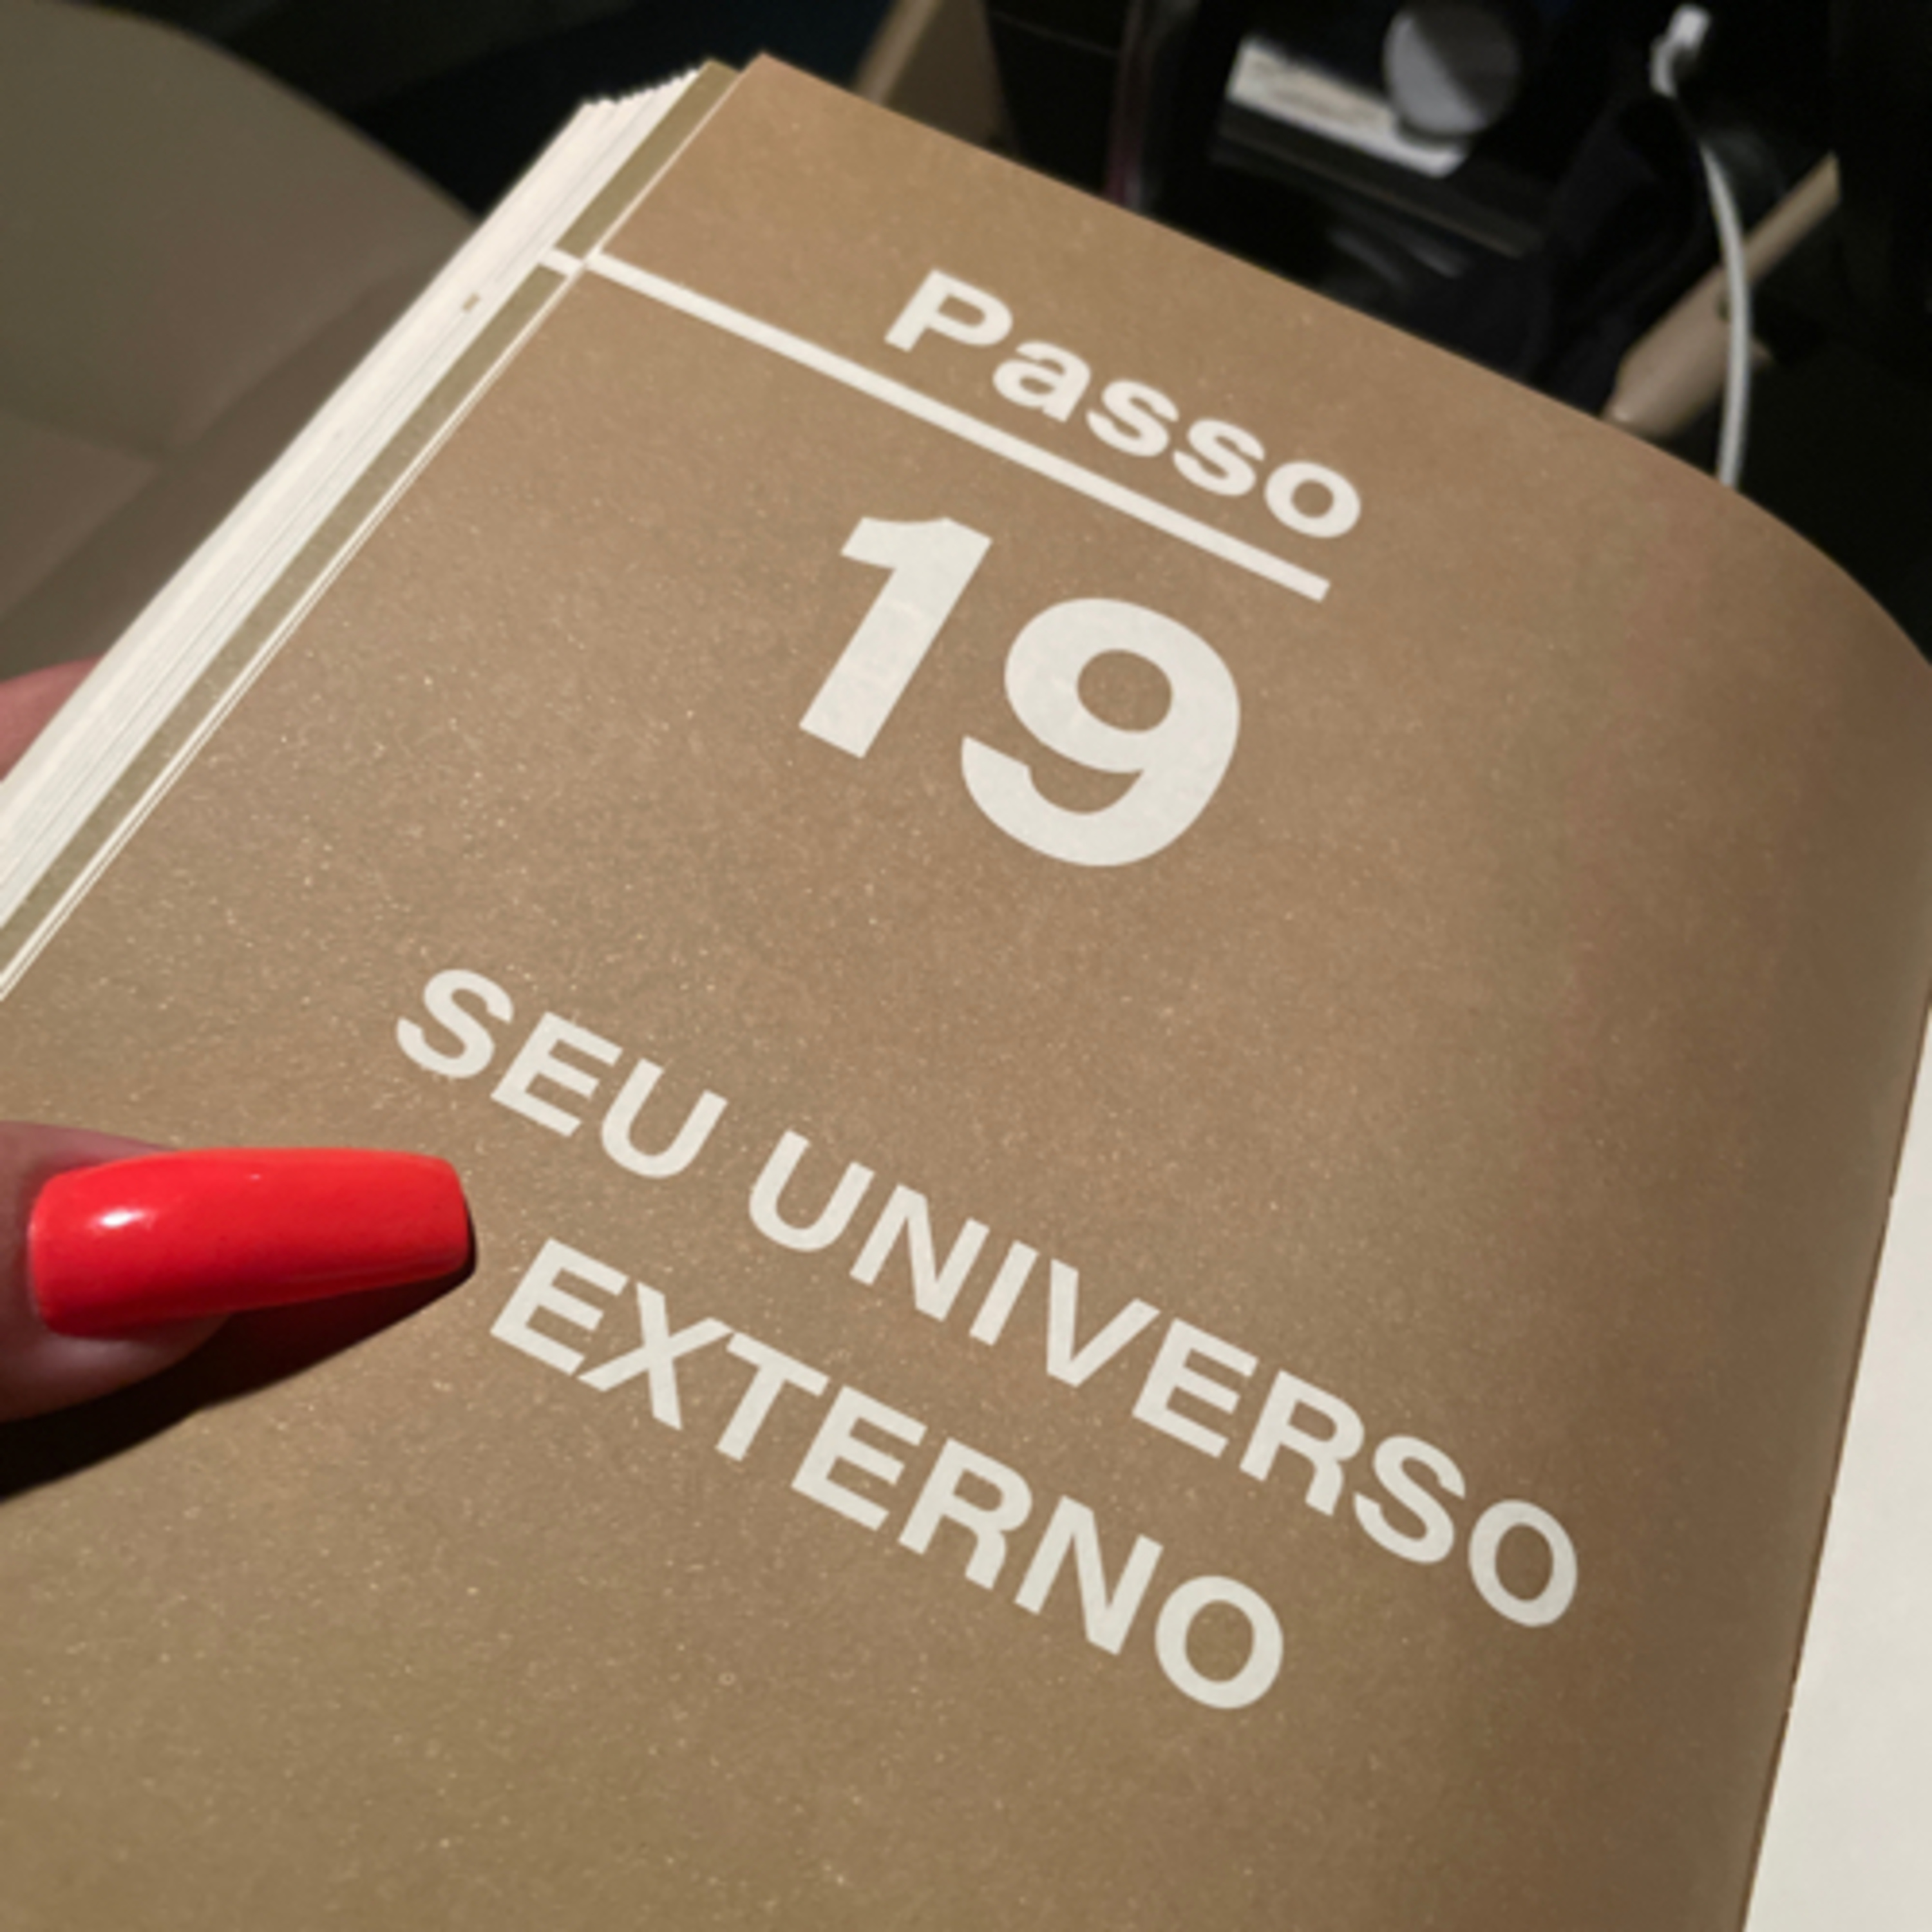 Passo
19
SEU UNIVERSO
EXTERNO